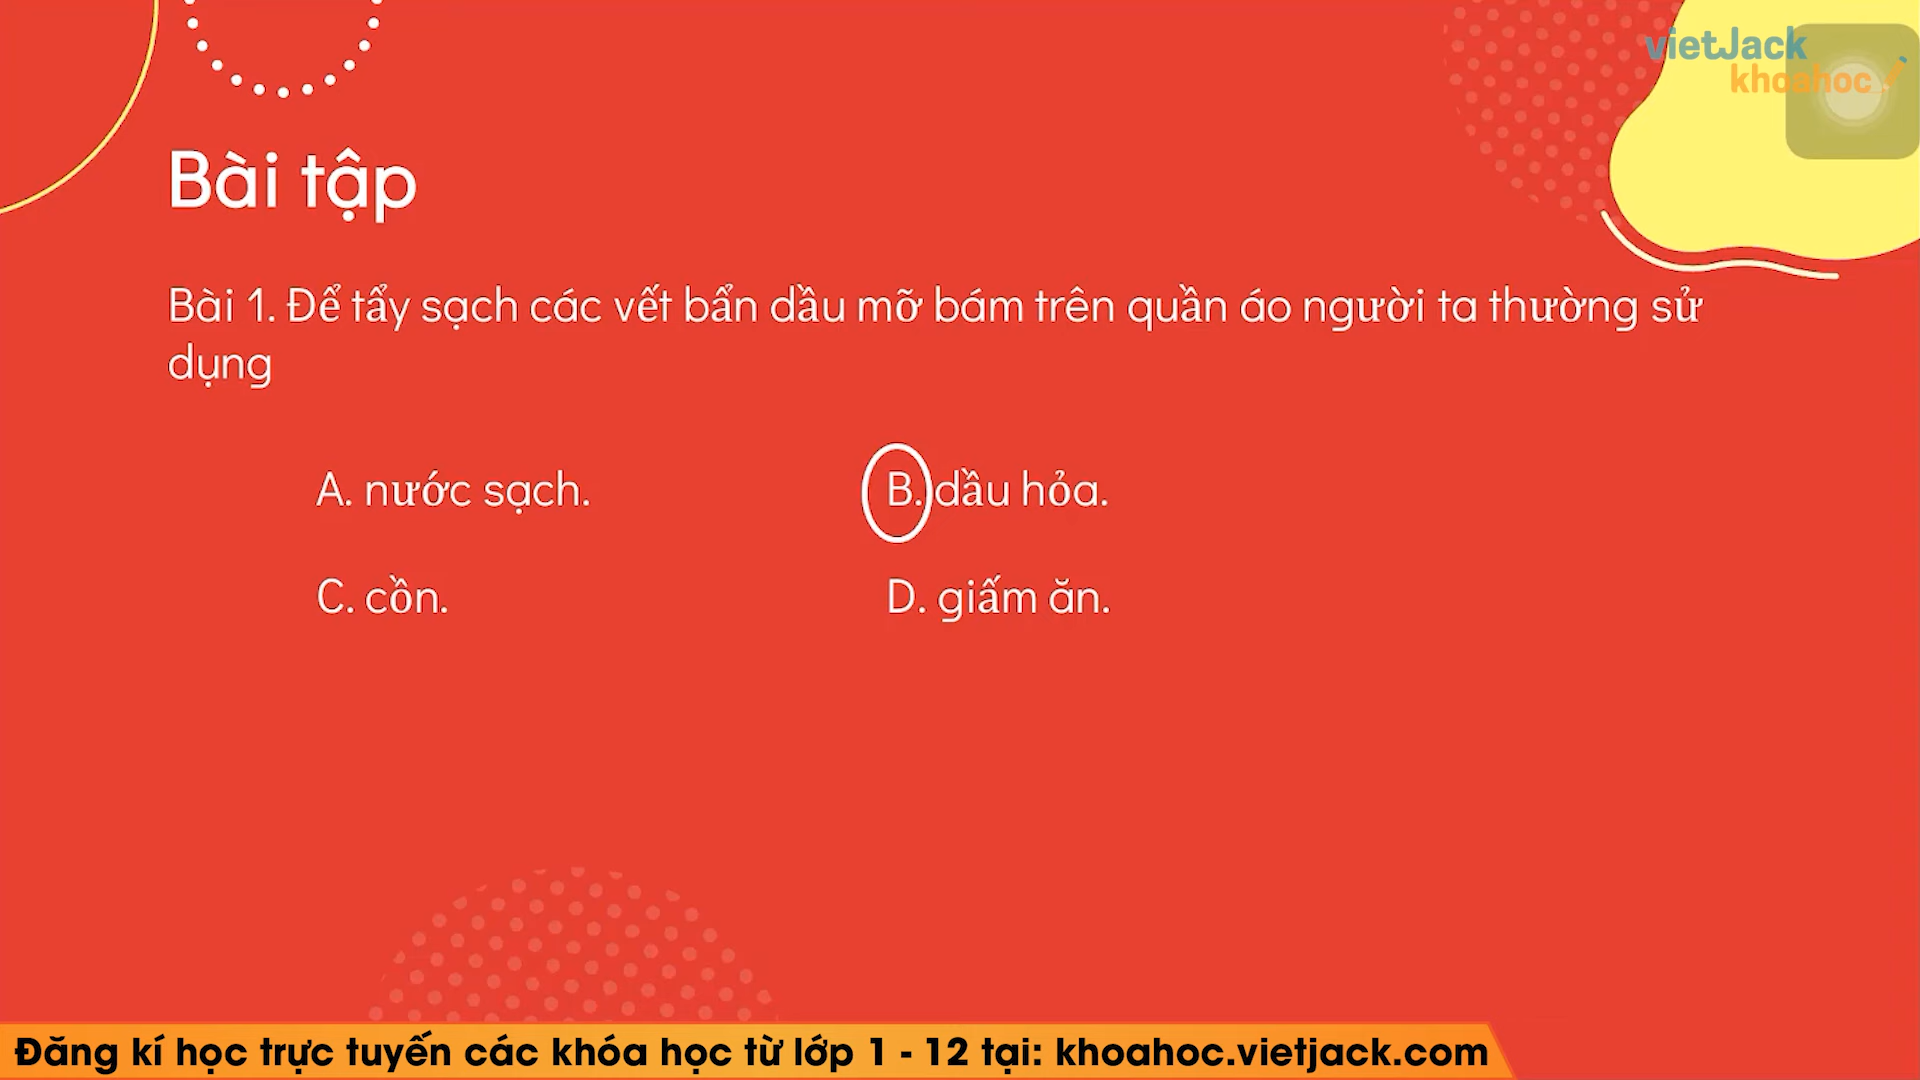 vietJack
khoahoc
Bài tập
Bài 1. Để tẩy sạch các vết bẩn dầu mỡ bám trên quần áo người ta thường sử
dụng
A. nước sạch. B. dầu hỏa.
C. cồn. D. giấm ăn.
Đăng kí học trực tuyến các khóa học từ lớp 1 - 12 tại: khoahoc.vietjack.com